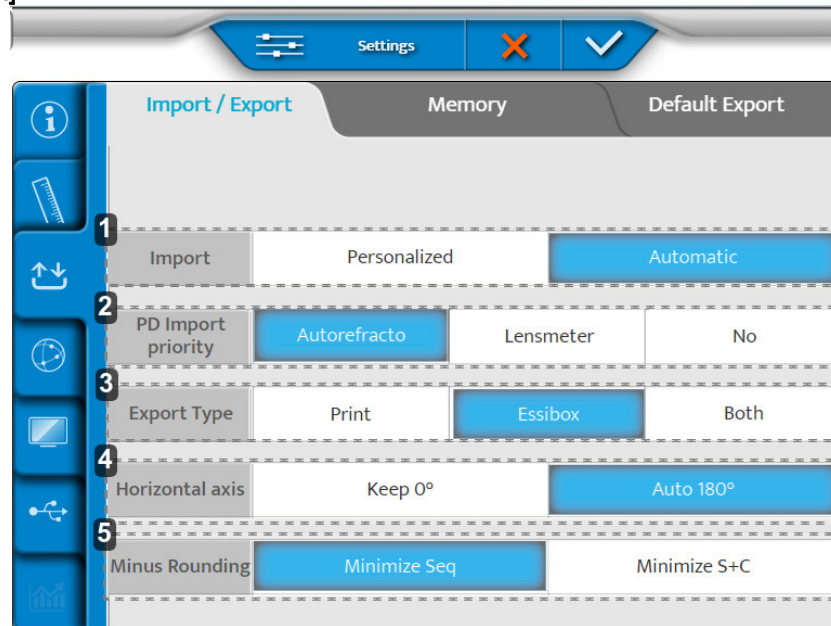 Settings
Import / Export Memory Default Export
1
Import Personalized Automatic
2
PD Import
priority Autorefracto Lensmeter No
3
Export Type Print Essibox Both
4
Horizontal axis Keep 0° Auto 180°
5
Minus Rounding Minimize Seq Minimize S+C